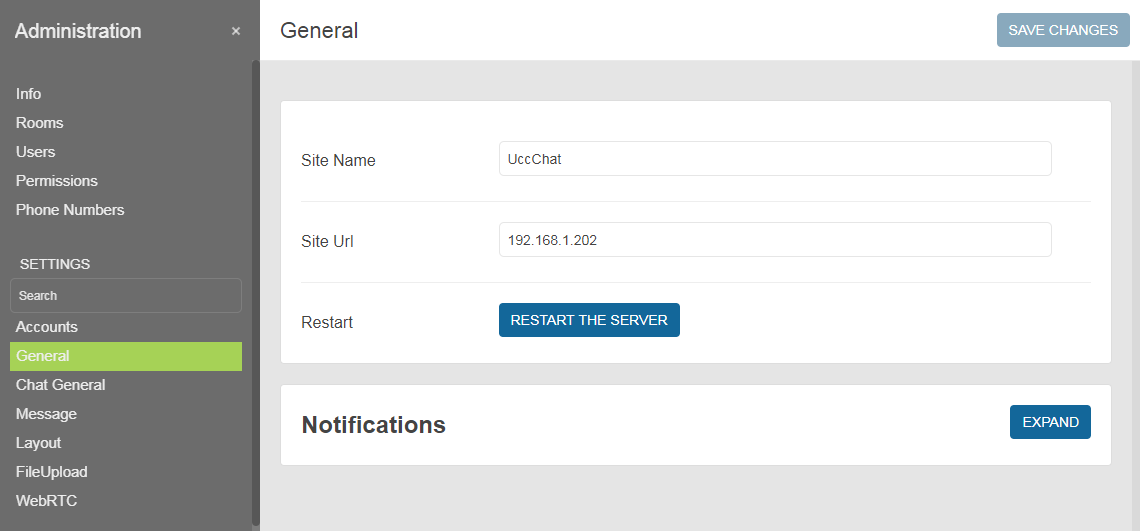 Administration ×
Info
Rooms
Users
Permissions
Phone Numbers
SETTINGS
Search
Accounts
General
Chat General
Message
Layout
FileUpload
WebRTC
General
SAVE CHANGES
Site Name
UccChat
Site Url
192.168.1.202
Restart
RESTART THE SERVER
Notifications
EXPAND